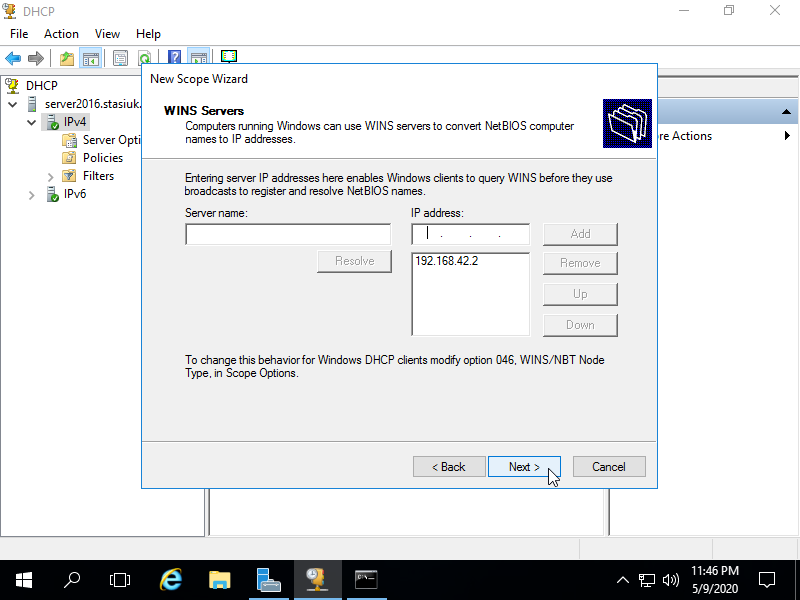 DHCP
File Action View Help
DHCP
server2016.stasiuk.
IPv4
Server Opti
Policies
Filters
IPv6
New Scope Wizard
WINS Servers
Computers running Windows can use WINS servers to convert NetBIOS computer
names to IP addresses.
Entering server IP addresses here enables Windows clients to query WINS before they use
broadcasts to register and resolve NetBIOS names.
Server name:
IP address:
. . .
Add
Resolve
192.168.42.2
Remove
Up
Down
To change this behavior for Windows DHCP clients modify option 046, WINS/NBT Node
Type, in Scope Options.
< Back
Next >
Cancel
re Actions
11:46 PM
5/9/2020